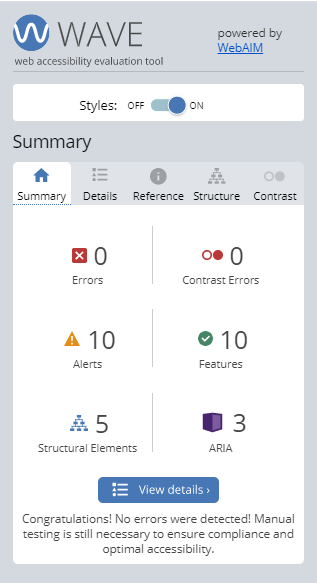 WAVE
web accessibility evaluation tool
powered by
WebAIM
Styles: OFF ON
Summary
Summary Details Reference Structure Contrast
0
Errors
0
Contrast Errors
10
Alerts
10
Features
5
Structural Elements
3
ARIA
View details ›
Congratulations! No errors were detected! Manual
testing is still necessary to ensure compliance and
optimal accessibility.